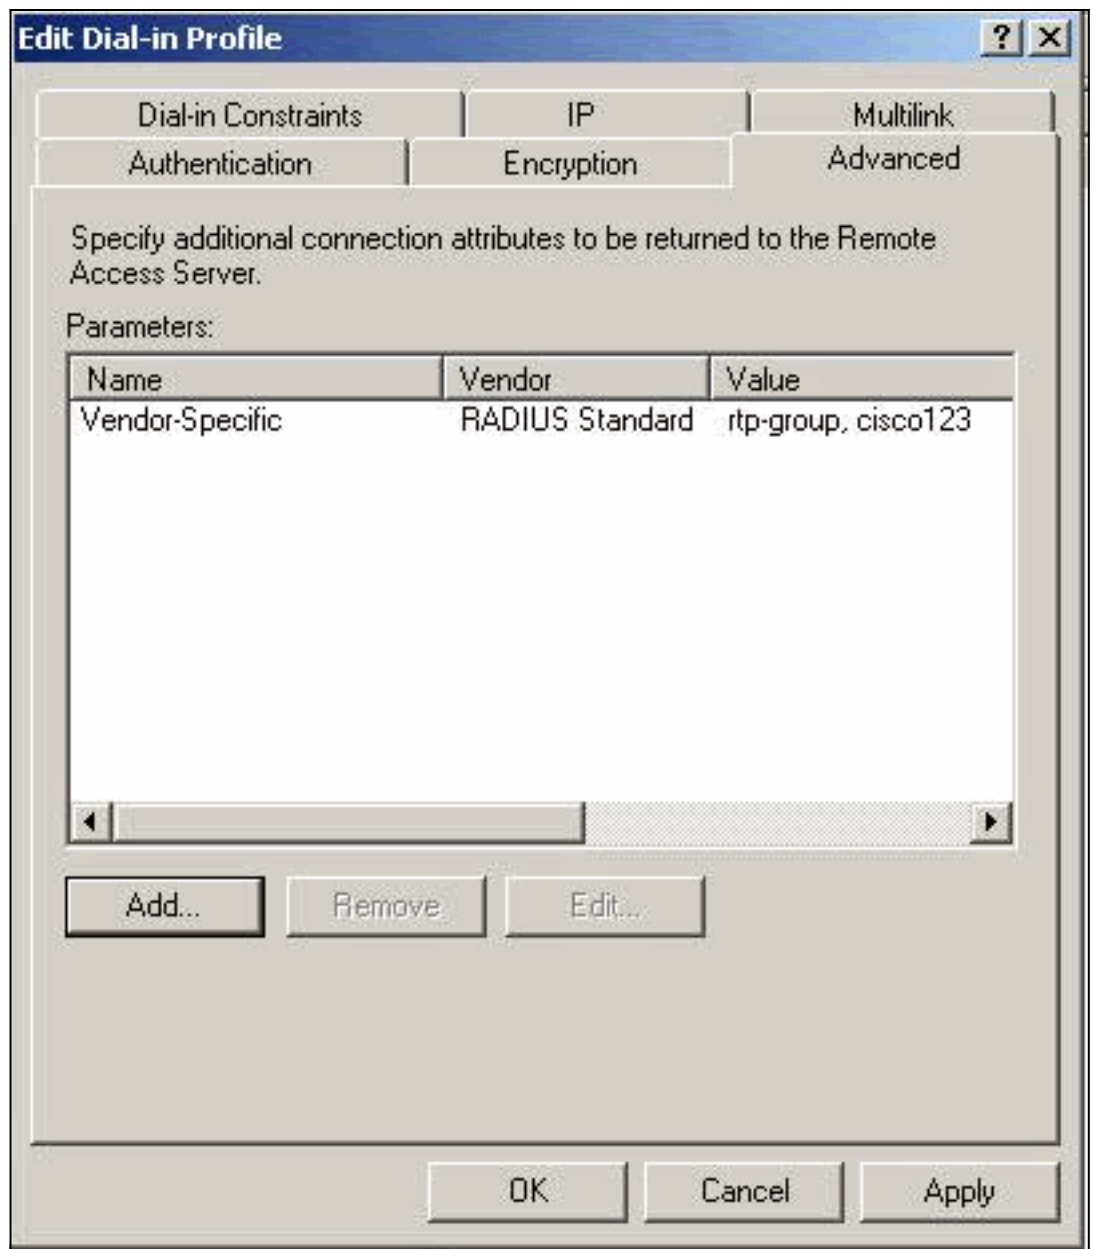 Edit Dial-in Profile
Dial-in Constraints IP Multilink
Authentication Encryption Advanced
Specify additional connection attributes to be returned to the Remote
Access Server.
Parameters:
Name Vendor Value
Vendor-Specific RADIUS Standard rtp-group, cisco123
Add... Remove Edit...
OK Cancel Apply